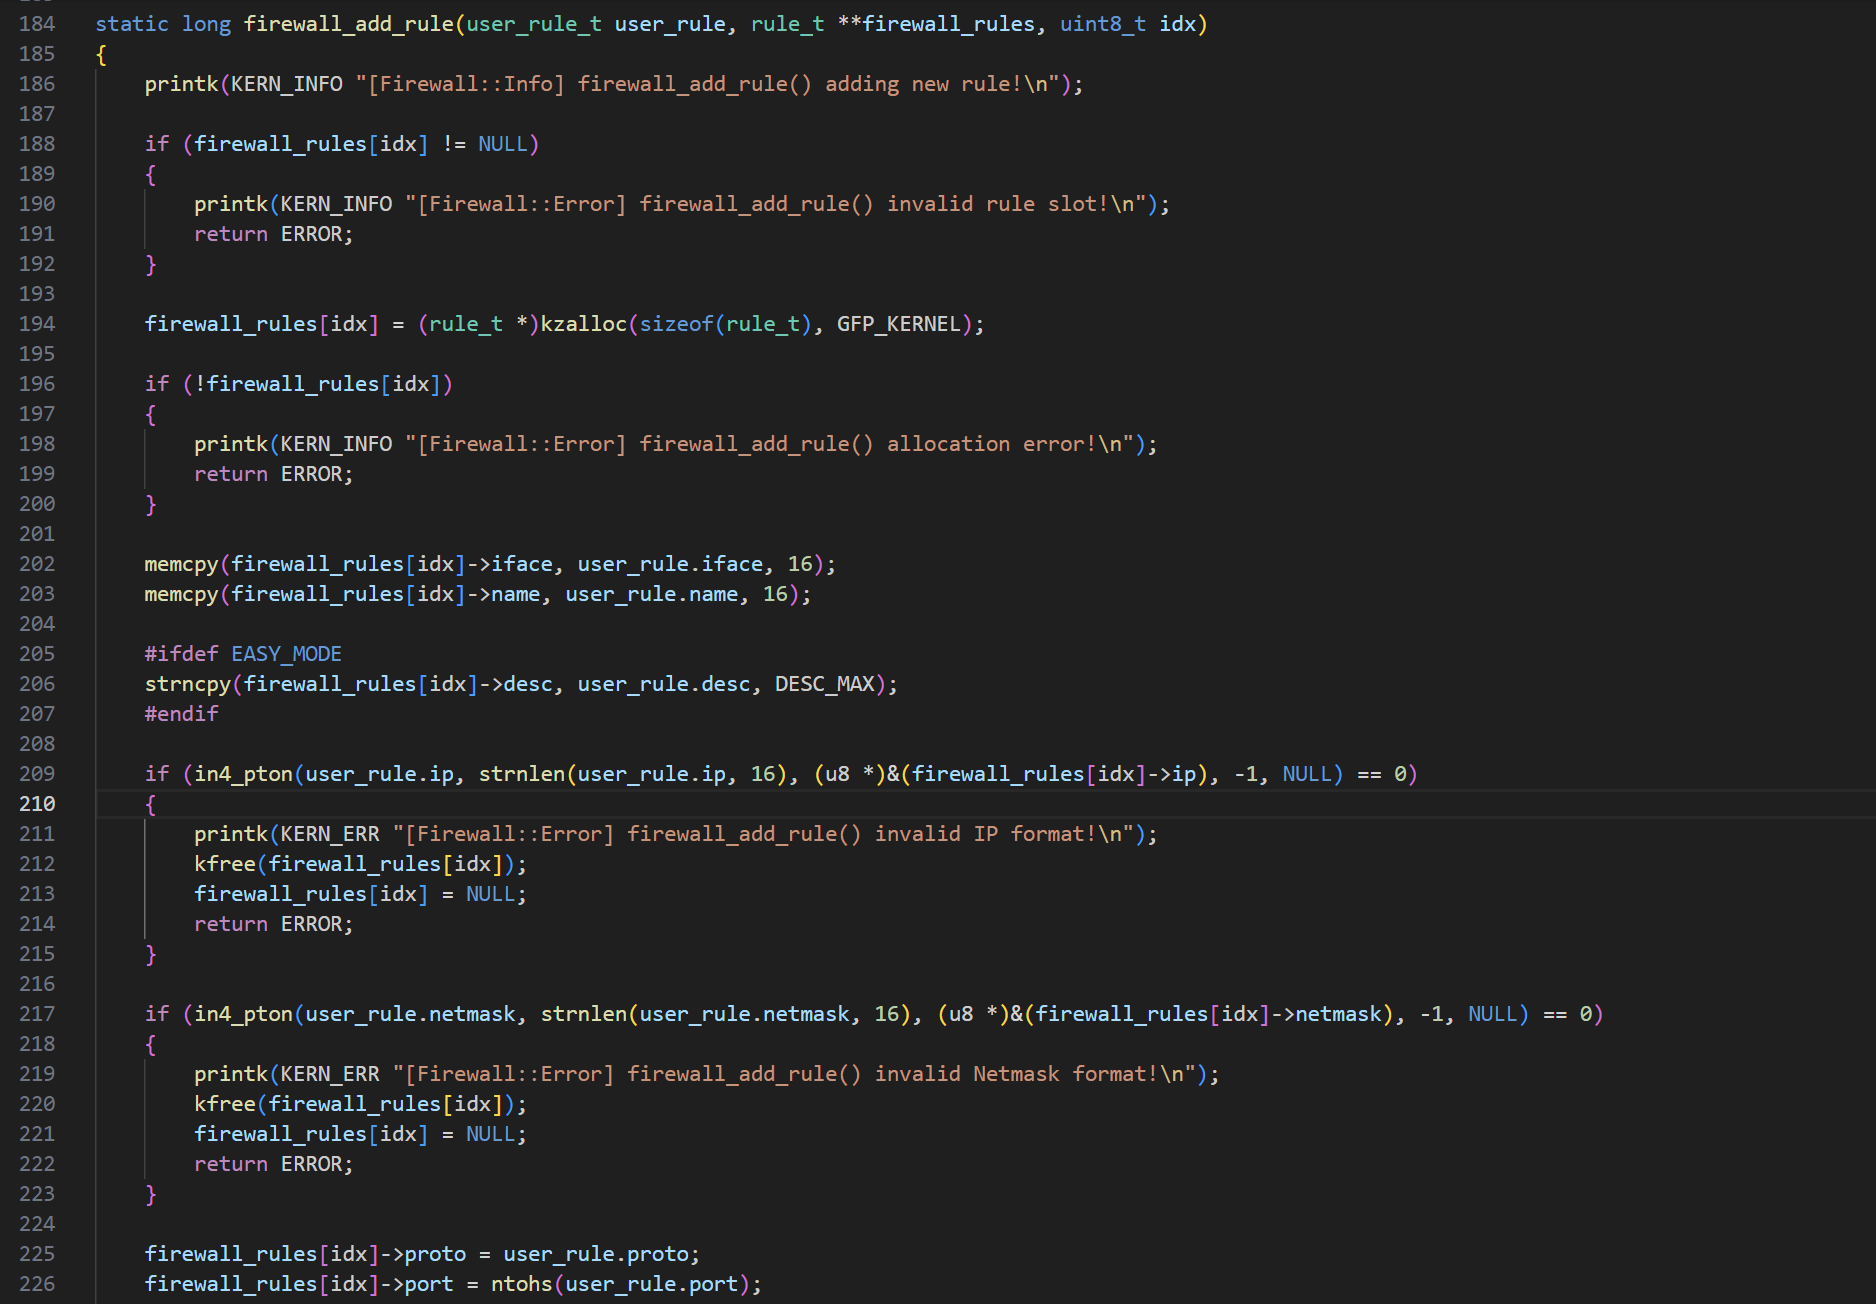 184 static long firewall_add_rule(user_rule_t user_rule, rule_t **firewall_rules, uint8_t idx)
185 {
186     printk(KERN_INFO "[Firewall::Info] firewall_add_rule() adding new rule!\n");
187
188     if (firewall_rules[idx] != NULL)
189     {
190         printk(KERN_INFO "[Firewall::Error] firewall_add_rule() invalid rule slot!\n");
191         return ERROR;
192     }
193
194     firewall_rules[idx] = (rule_t *)kzalloc(sizeof(rule_t), GFP_KERNEL);
195
196     if (!firewall_rules[idx])
197     {
198         printk(KERN_INFO "[Firewall::Error] firewall_add_rule() allocation error!\n");
199         return ERROR;
200     }
201
202     memcpy(firewall_rules[idx]->iface, user_rule.iface, 16);
203     memcpy(firewall_rules[idx]->name, user_rule.name, 16);
204
205     #ifdef EASY_MODE
206     strncpy(firewall_rules[idx]->desc, user_rule.desc, DESC_MAX);
207     #endif
208
209     if (in4_pton(user_rule.ip, strnlen(user_rule.ip, 16), (u8 *)&(firewall_rules[idx]->ip), -1, NULL) == 0)
210     {
211         printk(KERN_ERR "[Firewall::Error] firewall_add_rule() invalid IP format!\n");
212         kfree(firewall_rules[idx]);
213         firewall_rules[idx] = NULL;
214         return ERROR;
215     }
216
217     if (in4_pton(user_rule.netmask, strnlen(user_rule.netmask, 16), (u8 *)&(firewall_rules[idx]->netmask), -1, NULL) == 0)
218     {
219         printk(KERN_ERR "[Firewall::Error] firewall_add_rule() invalid Netmask format!\n");
220         kfree(firewall_rules[idx]);
221         firewall_rules[idx] = NULL;
222         return ERROR;
223     }
224
225     firewall_rules[idx]->proto = user_rule.proto;
226     firewall_rules[idx]->port = ntohs(user_rule.port);